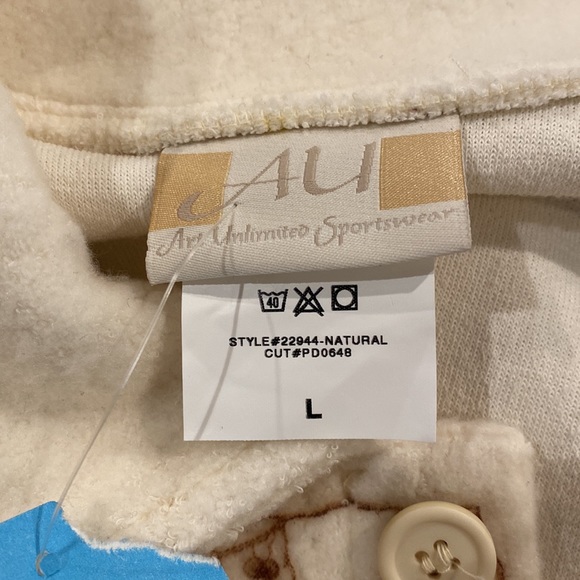 AU
Art Unlimited Sportswear
40
STYLE#22944-NATURAL
CUT#PD0648
L